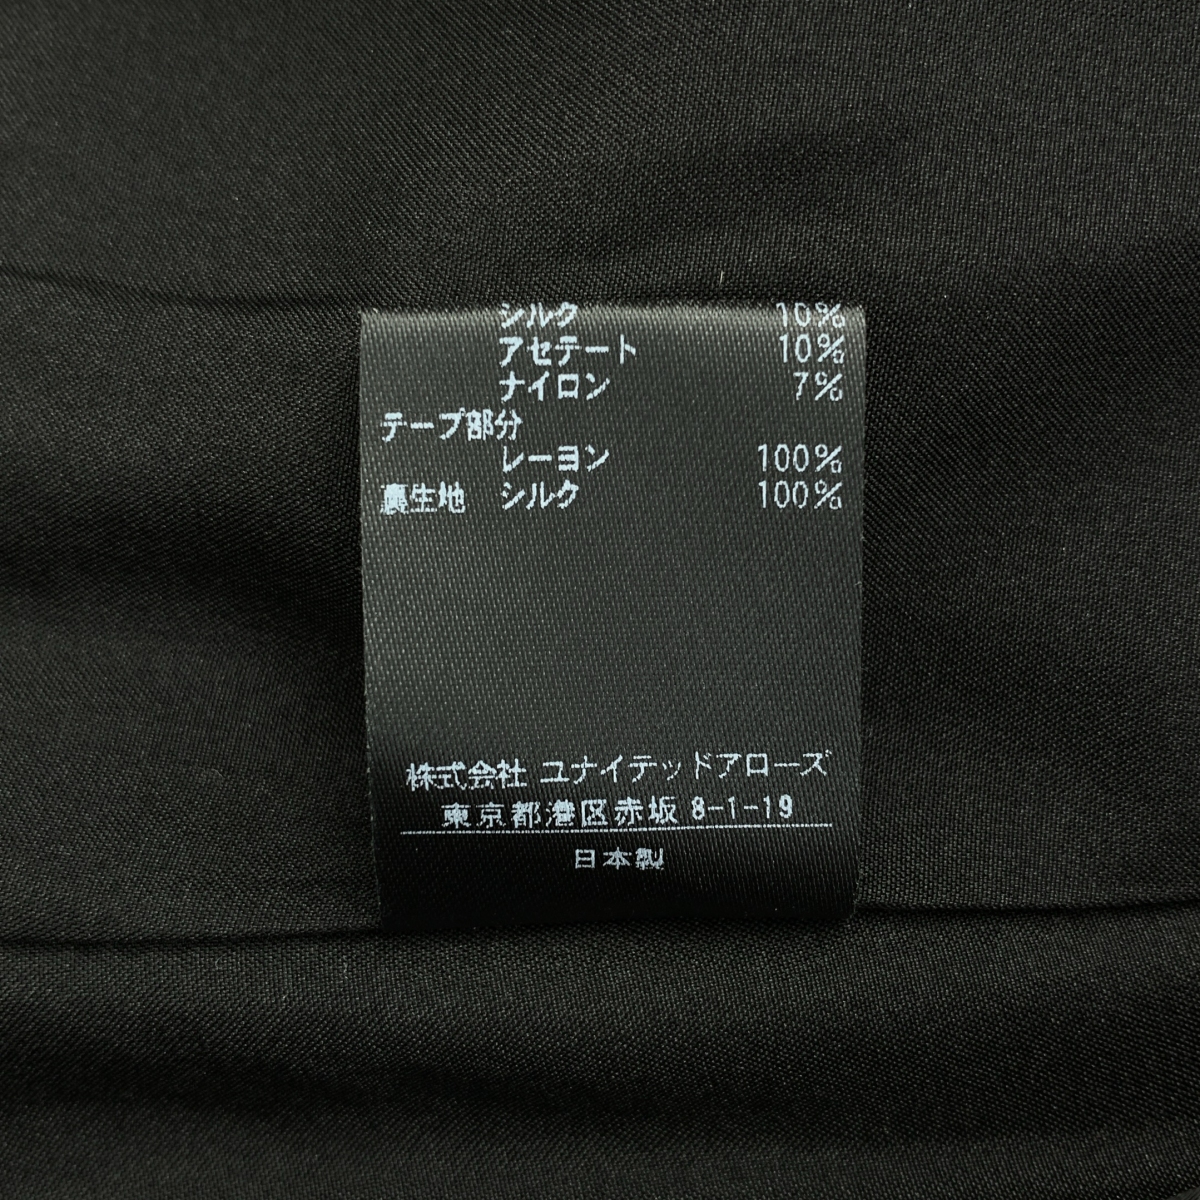 シルク 10%
アセテート 10%
ナイロン 7%
テープ部分
レーヨン 100%
裏生地 シルク 100%
株式会社 ユナイテッドアローズ
東京都港区赤坂 8-1-19
日本製